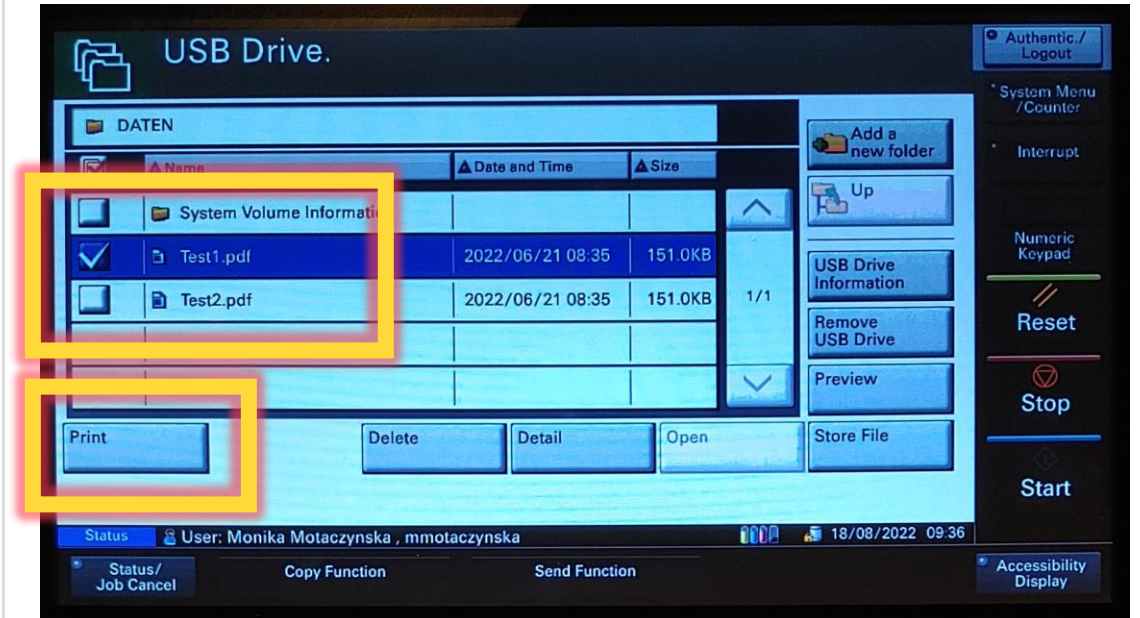 USB Drive.
Authentic./
Logout
System Menu
/Counter
Interrupt
Numeric
Keypad
Reset
Stop
Start
DATEN
Name
Date and Time
Size
System Volume Informati
Test1.pdf 2022/06/21 08:35 151.0KB
Test2.pdf 2022/06/21 08:35 151.0KB
1/1
Add a
new folder
Up
USB Drive
Information
Remove
USB Drive
Preview
Print
Delete
Detail
Open
Store File
Status
User: Monika Motaczynska , mmotaczynska
18/08/2022 09:36
Status/
Job Cancel
Copy Function
Send Function
Accessibility
Display